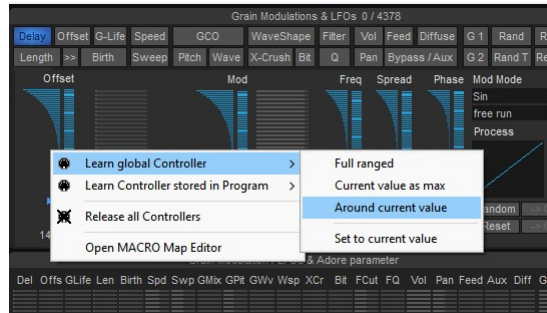 Grain Modulations & LFOs 0 / 4378
Delay Offset G-Life Speed GCO WaveShape Filter Vol Feed Diffuse G 1 Rand R
Length >> Birth Sweep Pitch Wave X-Crush Bit Q Pan Bypass / Aux G 2 Rand T Re
Offset Mod Freq Spread Phase Mod Mode
Sin
free run
Process
Learn global Controller > Full ranged
Learn Controller stored in Program > Current value as max
Around current value
Release all Controllers
Set to current value
Open MACRO Map Editor
andom
Reset
14
& Adore parameter
Del Offs GLife Len Birth Spd Swp GMix GPit GWv Wsp XCr Bit FCut FQ Vol Pan Feed Aux Diff G